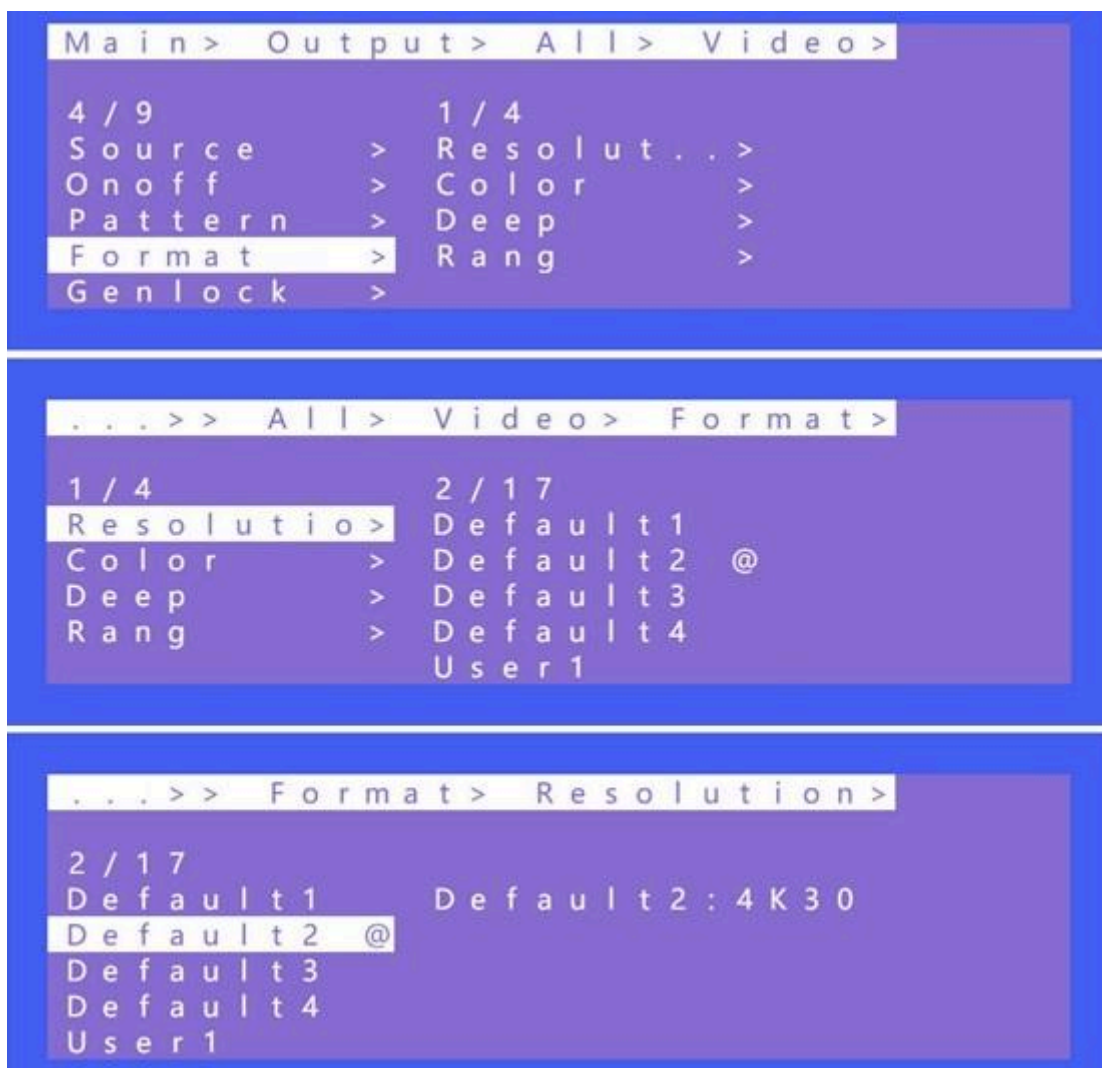 Main> Output> All> Video>
4/9 1/4
Source > Resolut..>
Onoff > Color >
Pattern > Deep >
Format > Rang >
Genlock >
...>> All> Video> Format>
1/4 2/17
Resolutio> Default1
Color > Default2 @
Deep > Default3
Rang > Default4
User1
...>> Format> Resolution>
2/17
Default1 Default2:4K30
Default2 @
Default3
Default4
User1